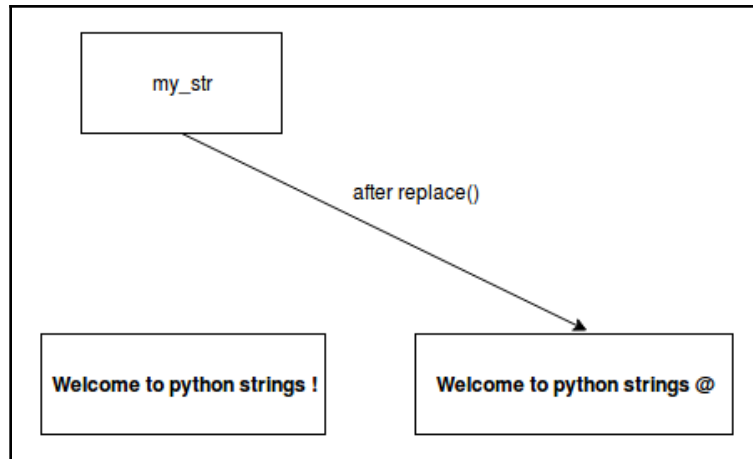 my_str
after replace()
Welcome to python strings !
Welcome to python strings @